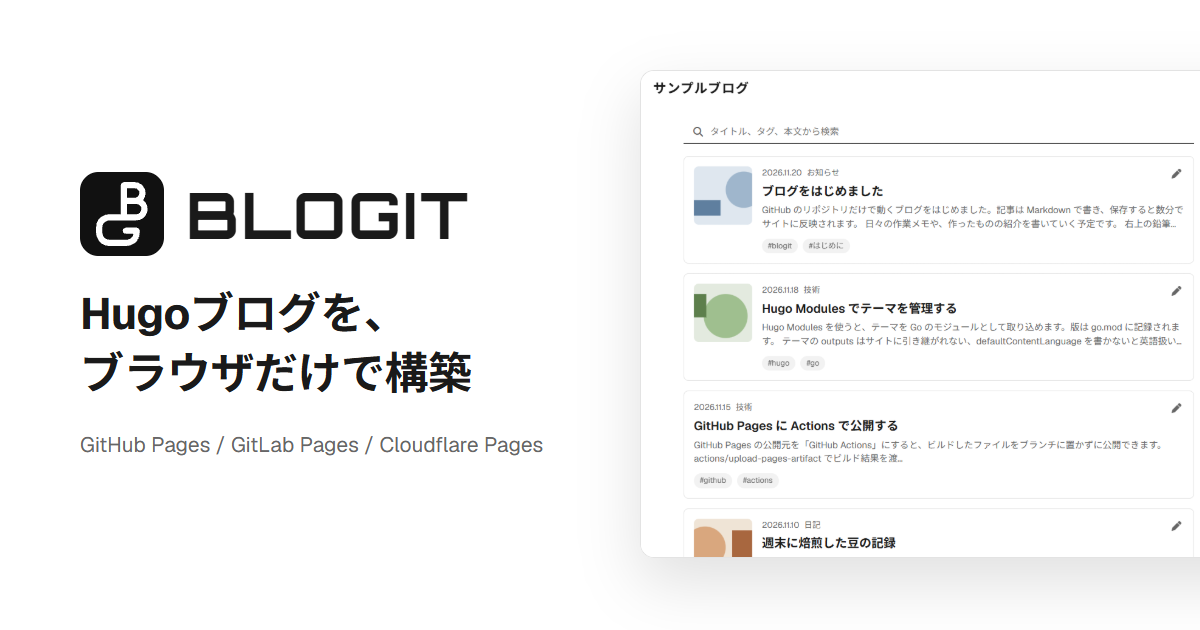 BLOGIT
Hugoブログを、
ブラウザだけで構築
GitHub Pages / GitLab Pages / Cloudflare Pages
サンプルブログ
タイトル、タグ、本文から検索
2026.11.20 お知らせ
ブログをはじめました
GitHub のリポジトリだけで動くブログをはじめました。記事は Markdown で書き、保存すると数分で
サイトに反映されます。 日々の作業メモや、作ったものの紹介を書いていく予定です。 右上の鉛筆…
#blogit #はじめに
2026.11.18 技術
Hugo Modules でテーマを管理する
Hugo Modules を使うと、テーマを Go のモジュールとして取り込めます。版は go.mod に記録されま
す。 テーマの outputs はサイトに引き継がれない、defaultContentLanguage を書かないと英語扱い…
#hugo #go
2026.11.15 技術
GitHub Pages に Actions で公開する
GitHub Pages の公開元を「GitHub Actions」にすると、ビルドしたファイルをブランチに置かずに公開できます。
actions/upload-pages-artifact でビルド結果を渡…
#github #actions
2026.11.10 日記
週末に焙煎した豆の記録